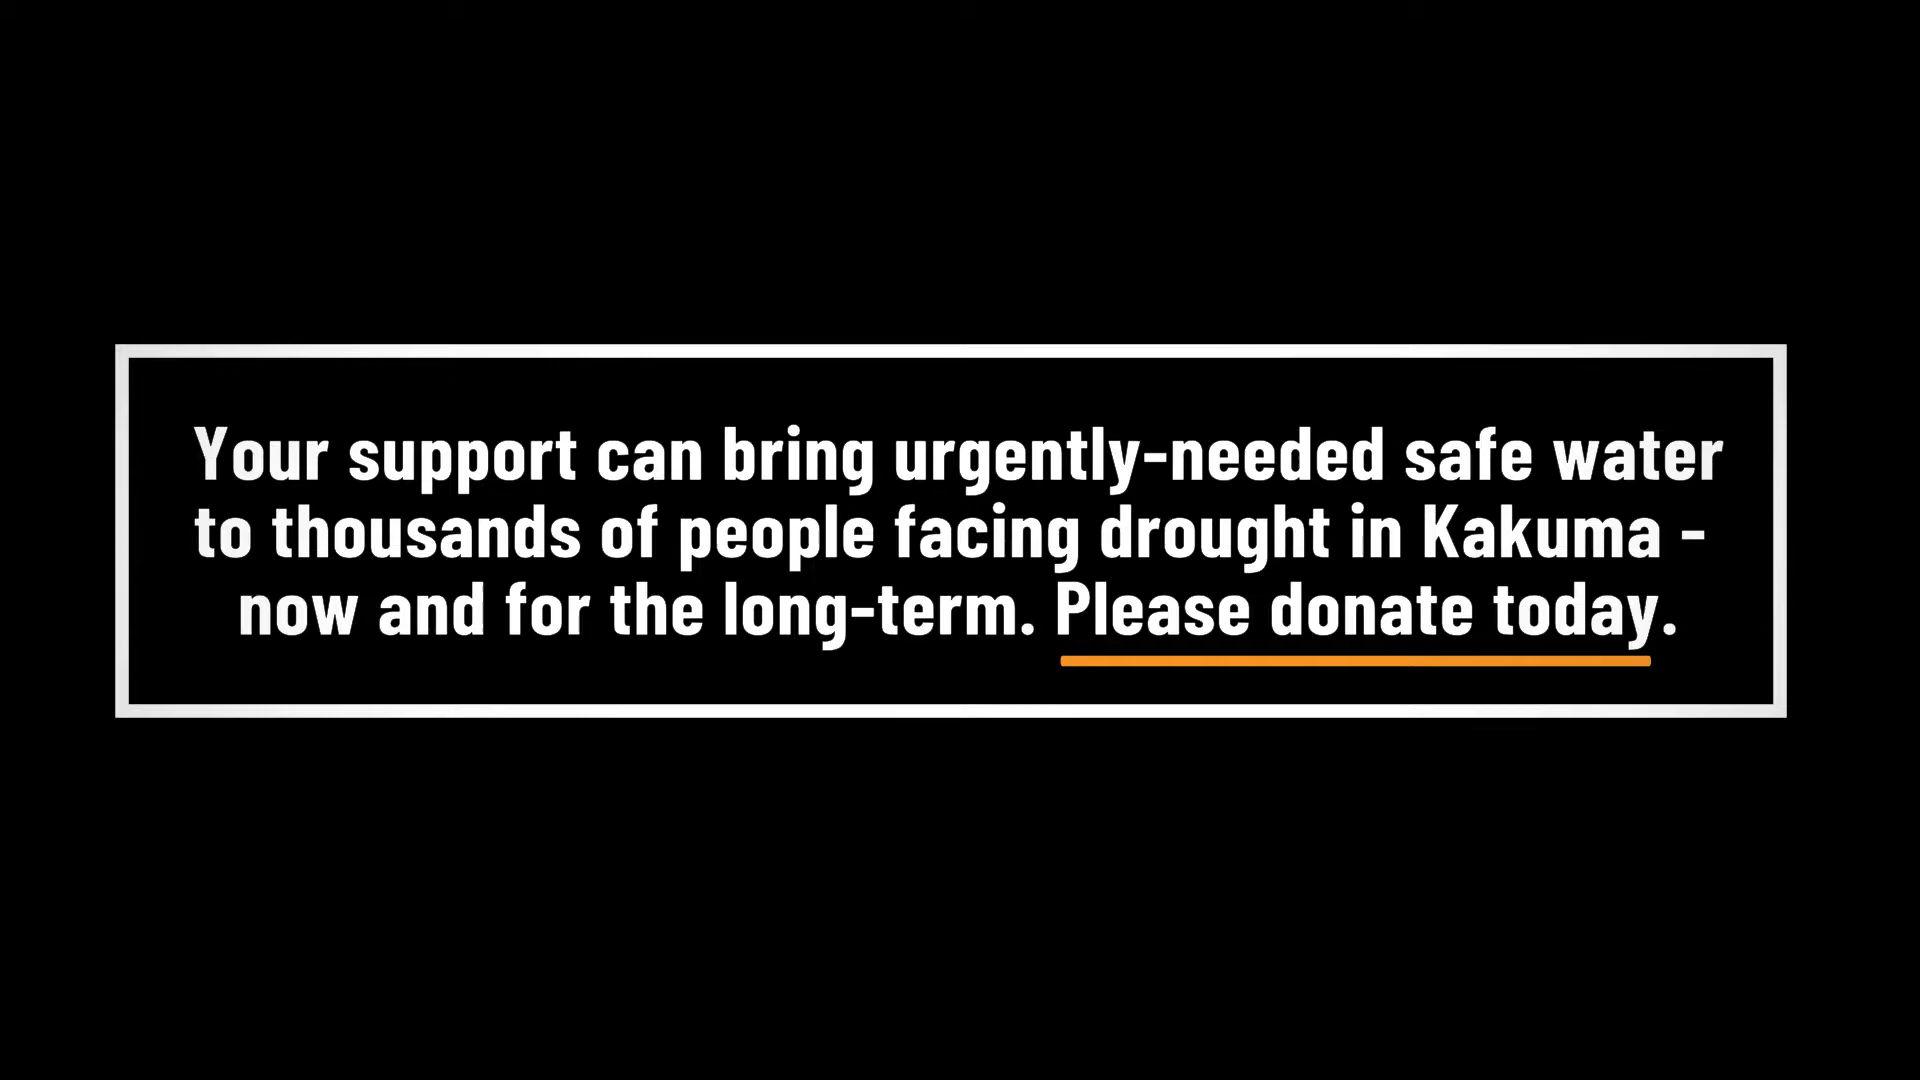 Your support can bring urgently-needed safe water
to thousands of people facing drought in Kakuma -
now and for the long-term. Please donate today.